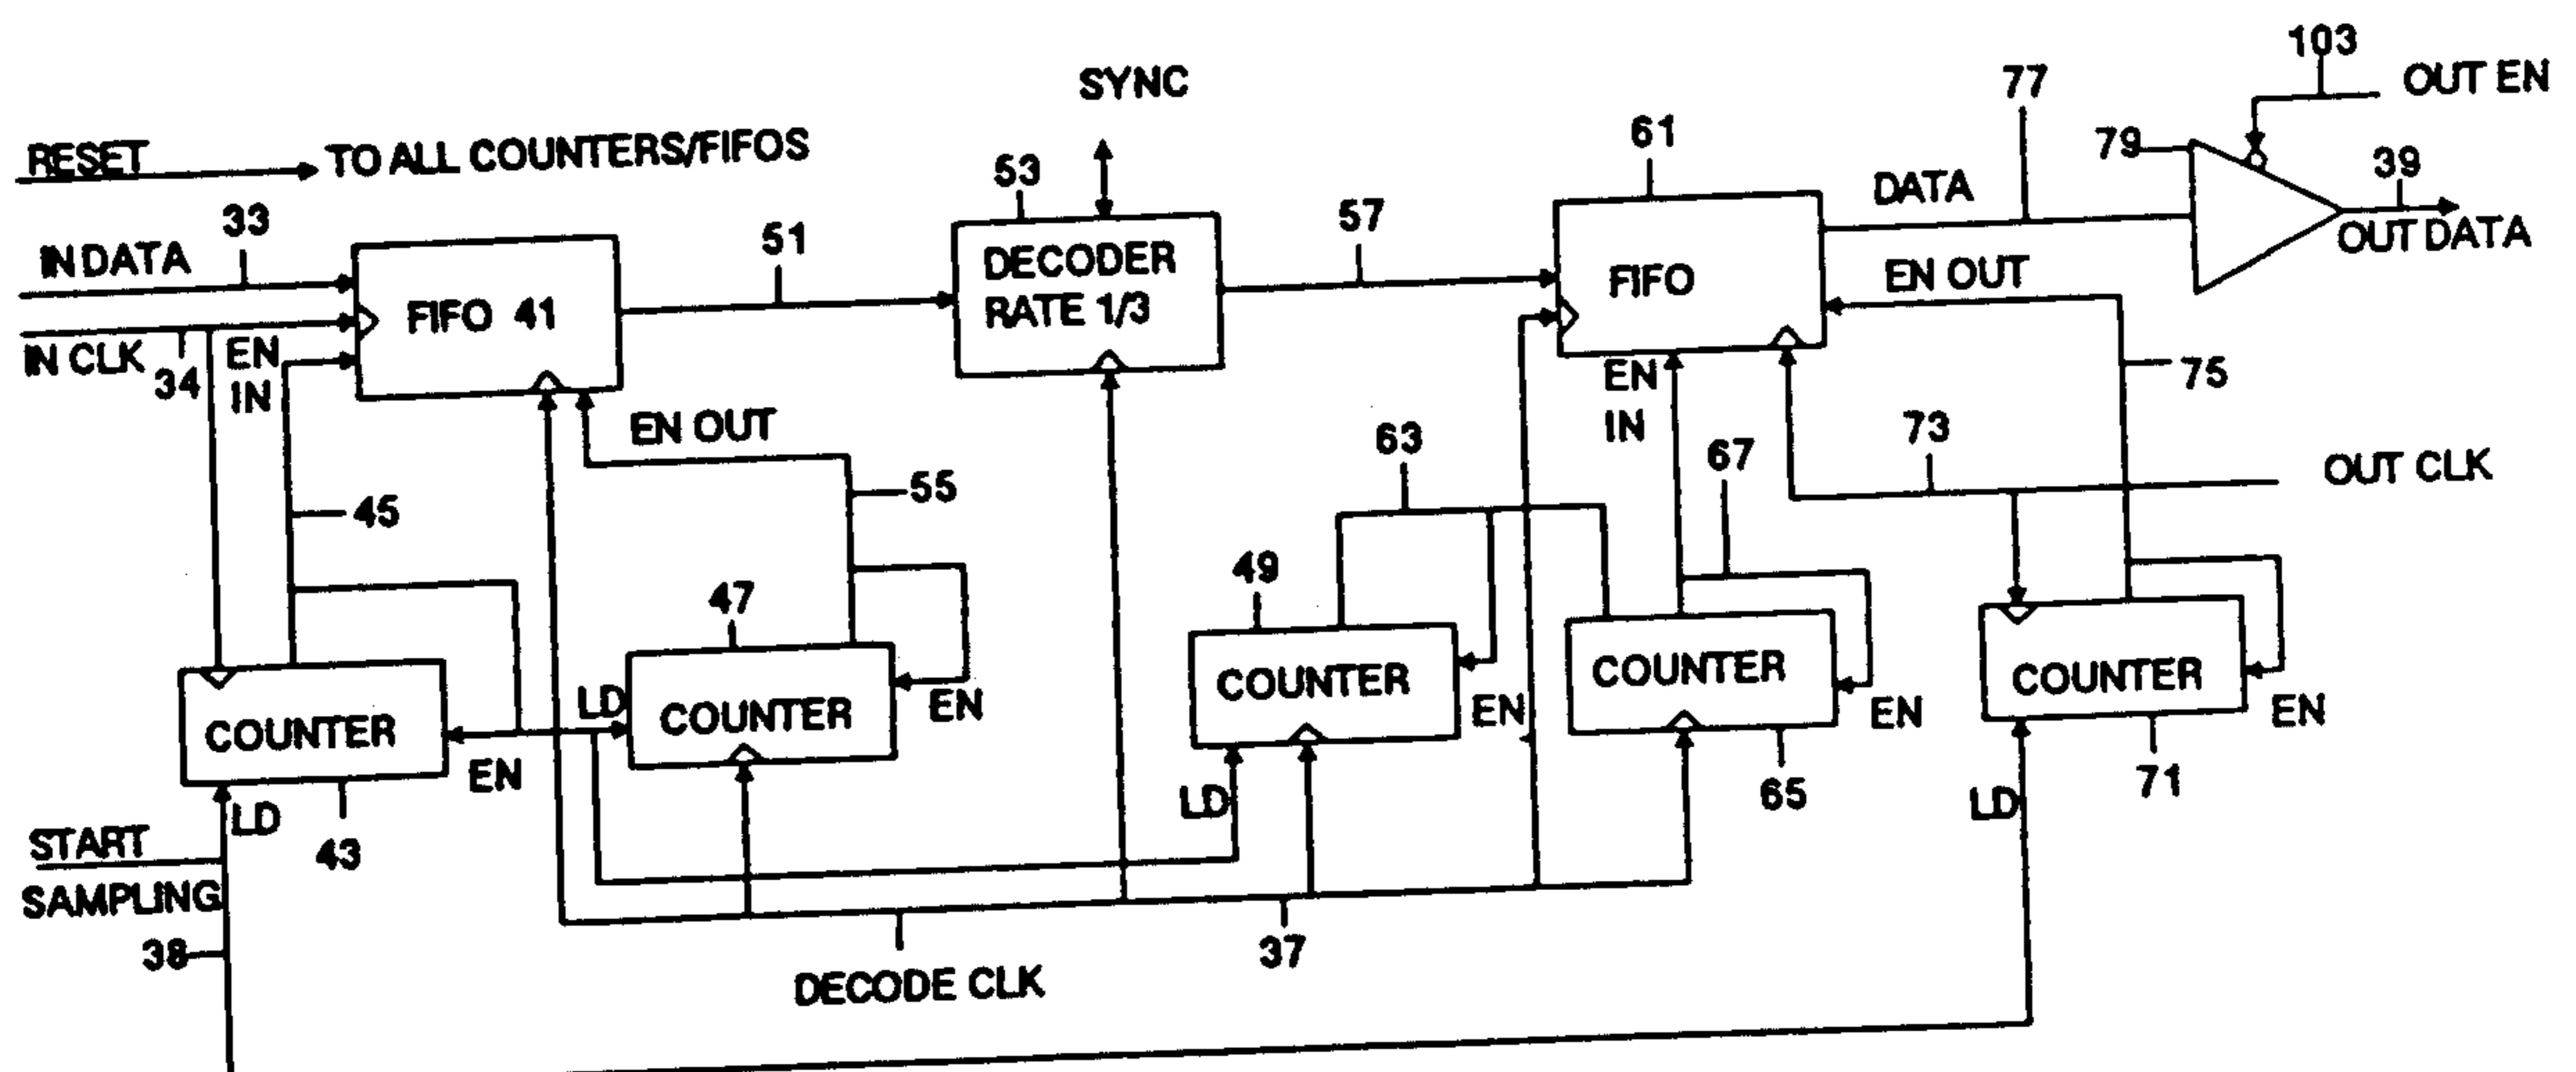 103
OUT EN
77
SYNC
61
79
RESET
TO ALL COUNTERS/FIFOS
53
DATA
39
33
57
OUT DATA
IN DATA
51
DECODER
RATE 1/3
FIFO
EN OUT
FIFO 41
IN CLK
34
EN
IN
EN
IN
75
EN OUT
63
73
67
OUT CLK
45
55
49
47
COUNTER
COUNTER
COUNTER
LD
COUNTER
EN
EN
EN
EN
COUNTER
EN
LD
65
LD
71
START
SAMPLING
LD
43
38
37
DECODE CLK